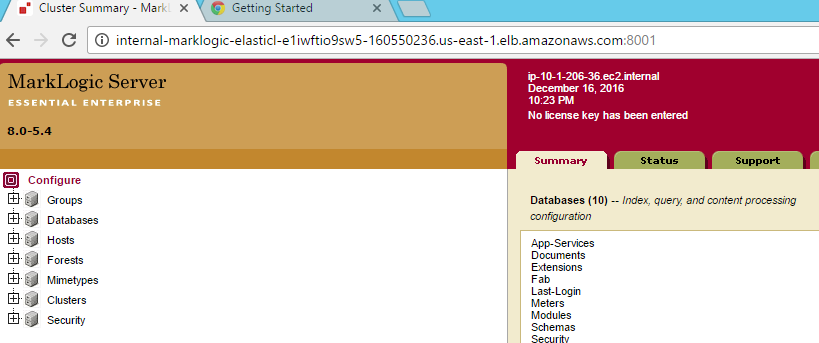 Cluster Summary - MarkL
Getting Started
internal-marklogic-elasticl-e1iwftio9sw5-160550236.us-east-1.elb.amazonaws.com:8001
MarkLogic Server
ESSENTIAL ENTERPRISE
8.0-5.4
ip-10-1-206-36.ec2.internal
December 16, 2016
10:23 PM
No license key has been entered
Summary
Status
Support
Configure
Groups
Databases
Hosts
Forests
Mimetypes
Clusters
Security
Databases (10) -- Index, query, and content processing
configuration
App-Services
Documents
Extensions
Fab
Last-Login
Meters
Modules
Schemas
Security